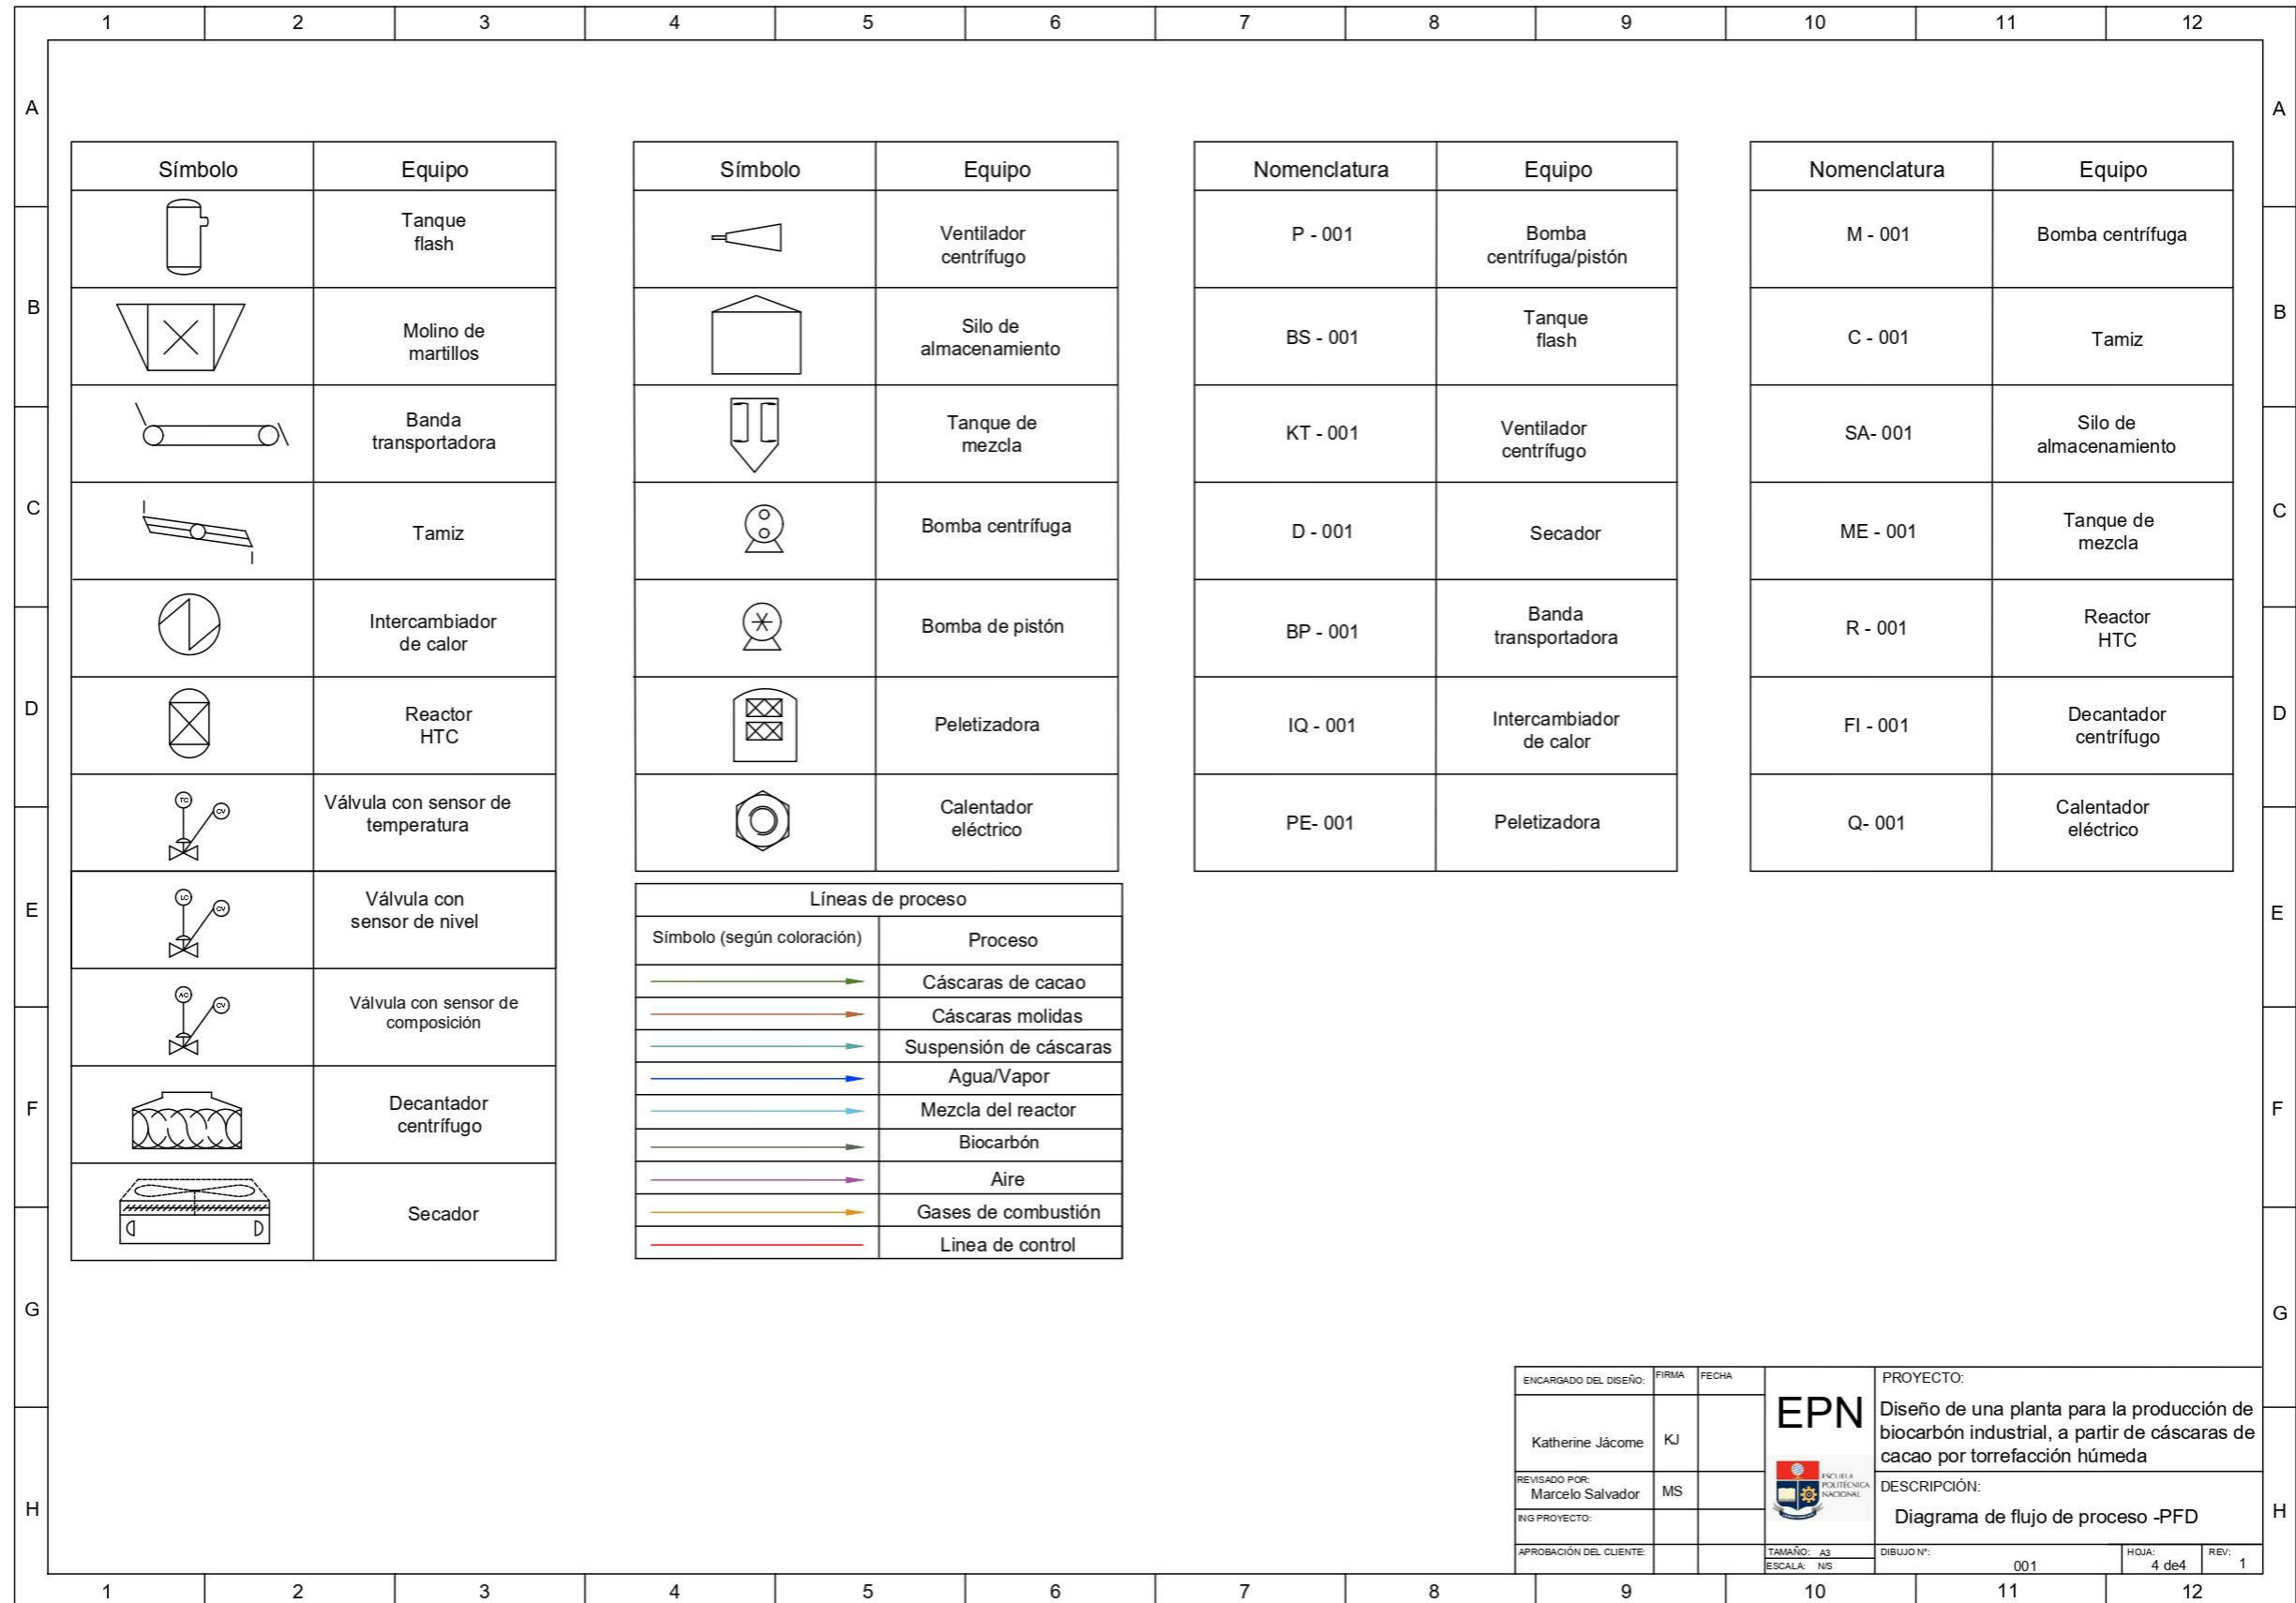 1 2 3 4 5 6 7 8 9 10 11 12
A A
B B
C C
D D
E E
F F
G G
H H
Símbolo Equipo
Tanque
flash
Molino de
martillos
Banda
transportadora
Tamiz
Intercambiador
de calor
Reactor
HTC
TC
CV
Válvula con sensor de
temperatura
LC
CV
Válvula con
sensor de nivel
AC
CV
Válvula con sensor de
composición
Decantador
centrífugo
Secador
Símbolo Equipo
Ventilador
centrífugo
Silo de
almacenamiento
Tanque de
mezcla
Bomba centrífuga
Bomba de pistón
Peletizadora
Calentador
eléctrico
Líneas de proceso
Símbolo (según coloración) Proceso
Cáscaras de cacao
Cáscaras molidas
Suspensión de cáscaras
Agua/Vapor
Mezcla del reactor
Biocarbón
Aire
Gases de combustión
Linea de control
Nomenclatura Equipo
P - 001 Bomba
centrífuga/pistón
BS - 001 Tanque
flash
KT - 001 Ventilador
centrífugo
D - 001 Secador
BP - 001 Banda
transportadora
IQ - 001 Intercambiador
de calor
PE- 001 Peletizadora
Nomenclatura Equipo
M - 001 Bomba centrífuga
C - 001 Tamiz
SA- 001 Silo de
almacenamiento
ME - 001 Tanque de
mezcla
R - 001 Reactor
HTC
FI - 001 Decantador
centrífugo
Q- 001 Calentador
eléctrico
ENCARGADO DEL DISEÑO: FIRMA FECHA
Katherine Jácome KJ
REVISADO POR:
Marcelo Salvador MS
ING PROYECTO:
APROBACIÓN DEL CLIENTE:
EPN
ESCUELA
POLITÉCNICA
NACIONAL
TAMAÑO: A3
ESCALA: N/S
PROYECTO:
Diseño de una planta para la producción de
biocarbón industrial, a partir de cáscaras de
cacao por torrefacción húmeda
DESCRIPCIÓN:
Diagrama de flujo de proceso -PFD
DIBUJO N°: 001
HOJA: 4 de4
REV: 1
1 2 3 4 5 6 7 8 9 10 11 12